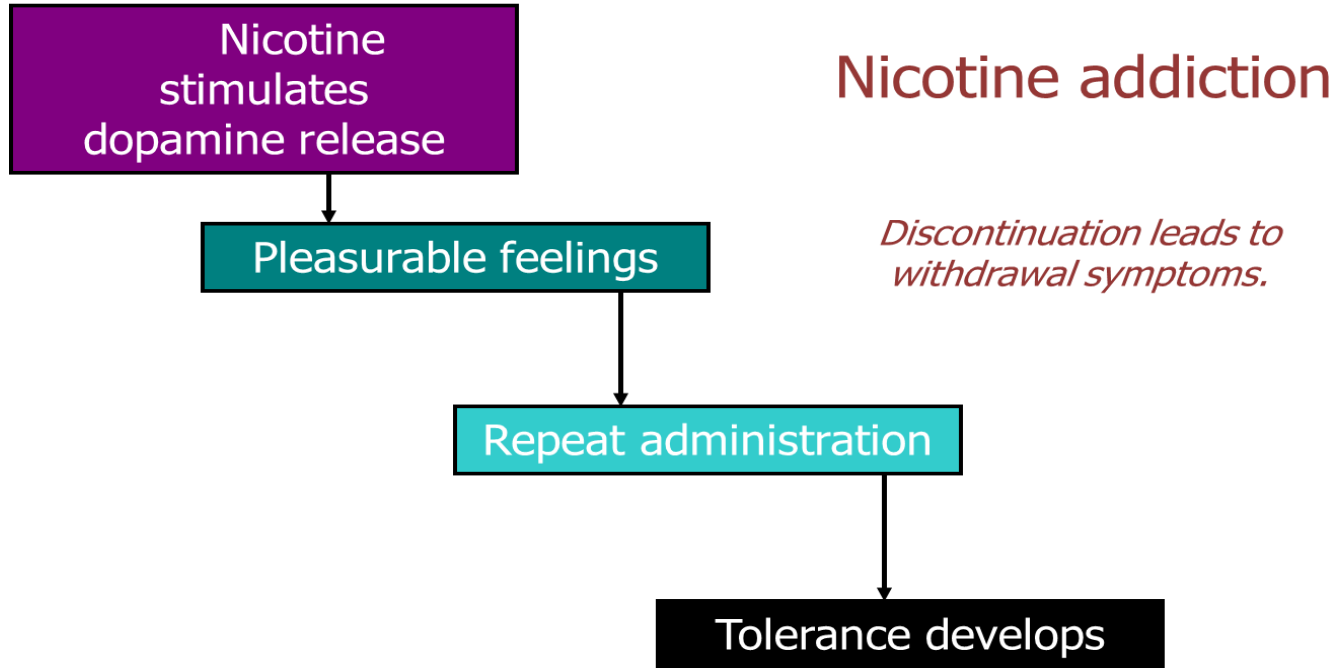 Nicotine
stimulates
dopamine release
Nicotine addiction
Pleasurable feelings
Discontinuation leads to
withdrawal symptoms.
Repeat administration
Tolerance develops